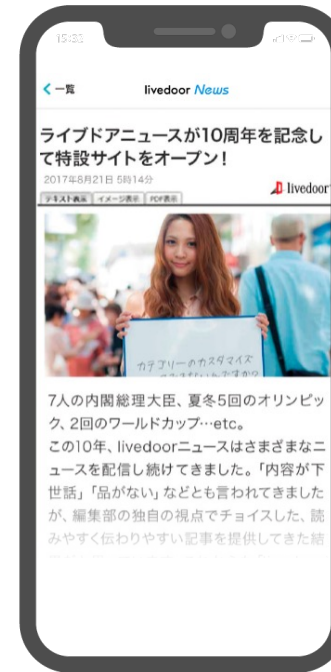 15:33
一覧
livedoor News
ライブドアニュースが10周年を記念し
て特設サイトをオープン！
2017年8月21日 5時14分
livedoor
テキスト表示 イメージ表示 PDF表示
カテゴリーのカスタマイズ
7人の内閣総理大臣、夏冬5回のオリンピッ
ク、2回のワールドカップ…etc.
この10年、livedoorニュースはさまざまなニ
ュースを配信し続けてきました。「内容が下
世話」「品がない」などとも言われてきました
が、編集部の独自の視点でチョイスした、読
みやすく伝わりやすい記事を提供してきた結